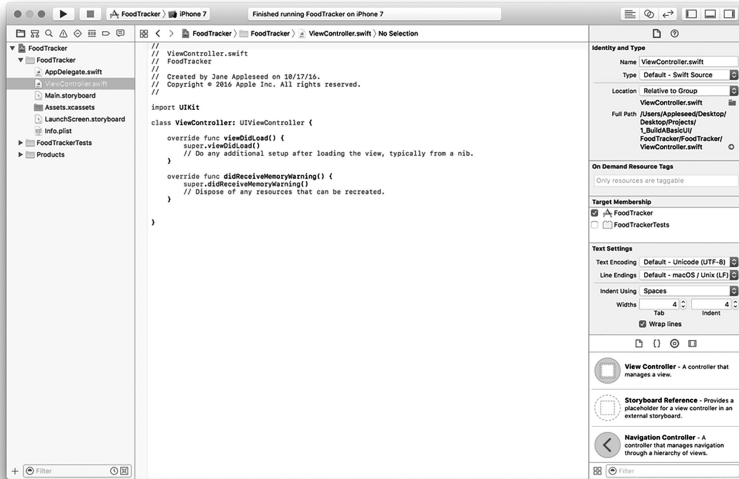 FoodTracker
iPhone 7
Finished running FoodTracker on iPhone 7
FoodTracker
FoodTracker
AppDelegate.swift
ViewController.swift
Main.storyboard
Assets.xcassets
LaunchScreen.storyboard
Info.plist
FoodTrackerTests
Products
Filter
FoodTracker
FoodTracker
ViewController.swift
No Selection
//
//  ViewController.swift
//  FoodTracker
//
//  Created by Jane Appleseed on 10/17/16.
//  Copyright © 2016 Apple Inc. All rights reserved.
//
import UIKit
class ViewController: UIViewController {
override func viewDidLoad() {
super.viewDidLoad()
// Do any additional setup after loading the view, typically from a nib.
}
override func didReceiveMemoryWarning() {
super.didReceiveMemoryWarning()
// Dispose of any resources that can be recreated.
}
}
Identity and Type
Name ViewController.swift
Type Default - Swift Source
Location Relative to Group
ViewController.swift
Full Path /Users/Appleseed/Desktop/
Desktop/Projects/
1_BuildABasicUI/
FoodTracker/FoodTracker/
ViewController.swift
On Demand Resource Tags
Only resources are taggable
Target Membership
FoodTracker
FoodTrackerTests
Text Settings
Text Encoding Default - Unicode (UTF-8)
Line Endings Default - macOS / Unix (LF)
Indent Using Spaces
Widths 4 4
Tab Indent
Wrap lines
View Controller - A controller that
manages a view.
Storyboard Reference - Provides a
placeholder for a view controller in an
external storyboard.
Navigation Controller - A
controller that manages navigation
through a hierarchy of views.
Filter